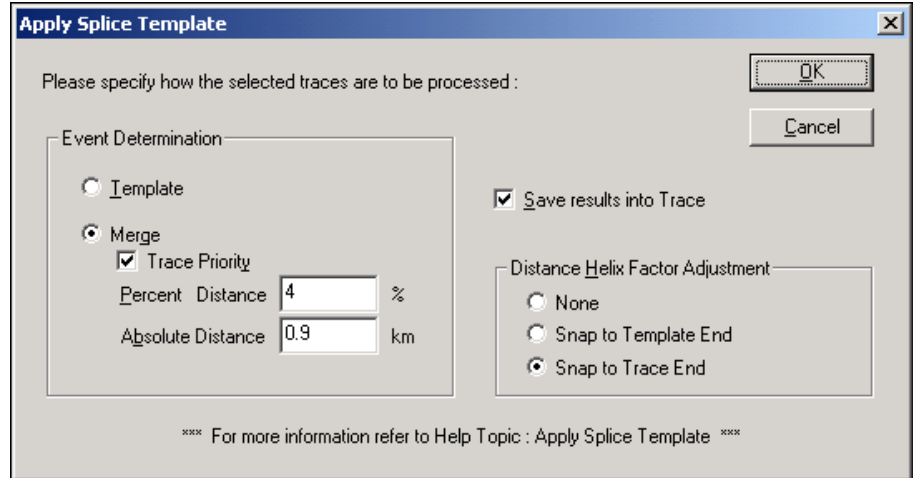 Apply Splice Template
Please specify how the selected traces are to be processed :
OK
Cancel
Event Determination
Template
Merge
Trace Priority
Percent Distance 4 %
Absolute Distance 0.9 km
Save results into Trace
Distance Helix Factor Adjustment
None
Snap to Template End
Snap to Trace End
*** For more information refer to Help Topic : Apply Splice Template ***